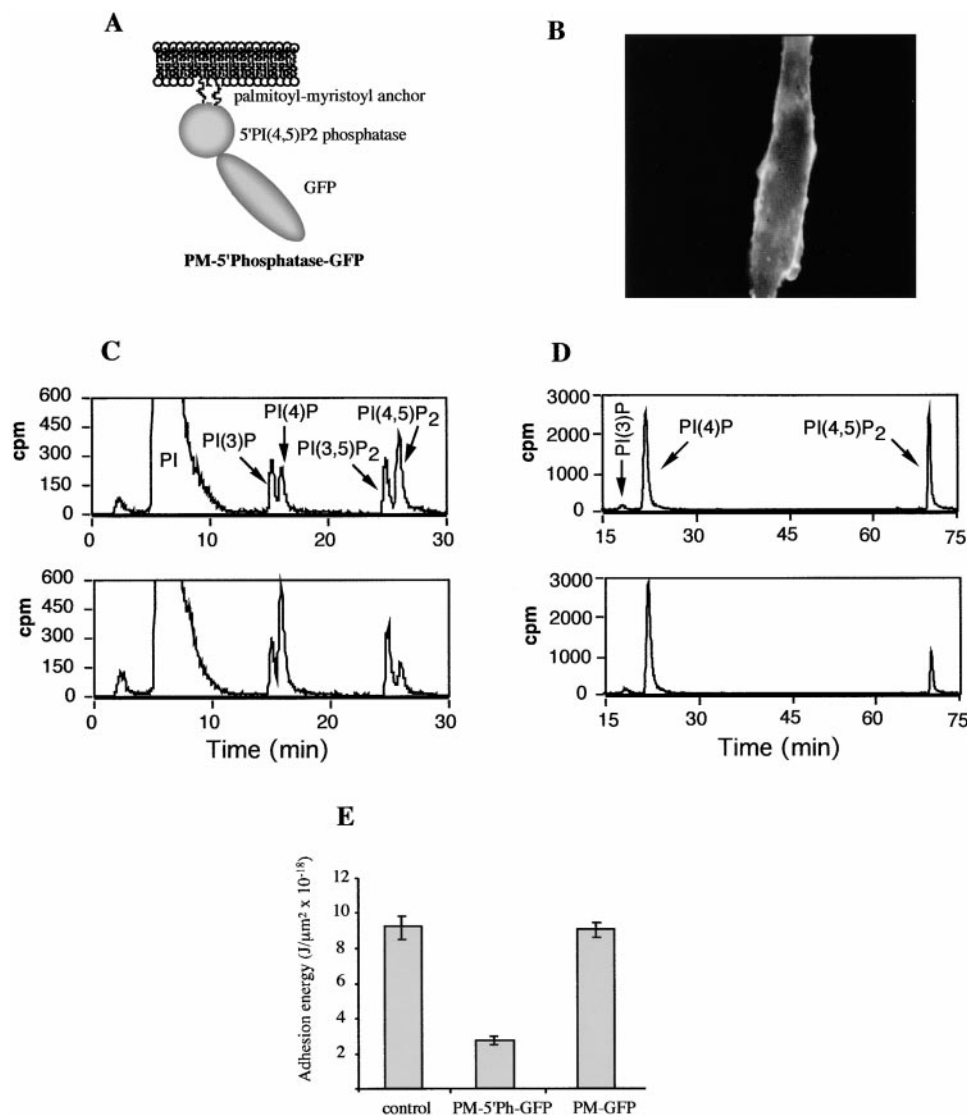 A
palmitoyl-myristoyl anchor
5'PI(4,5)P2 phosphatase
GFP
PM-5'Phosphatase-GFP
B
C
600
450
300
150
0
cpm
PI
PI(3)P
PI(4)P
PI(3,5)P2
PI(4,5)P2
0 10 20 30
600
450
300
150
0
cpm
0 10 20 30
Time (min)
D
3000
2000
1000
0
cpm
PI(3)P
PI(4)P
PI(4,5)P2
15 30 45 60 75
3000
2000
1000
0
cpm
15 30 45 60 75
Time (min)
E
Adhesion energy (J/µm² x 10⁻¹⁸)
12
10
8
6
4
2
control PM-5'Ph-GFP PM-GFP